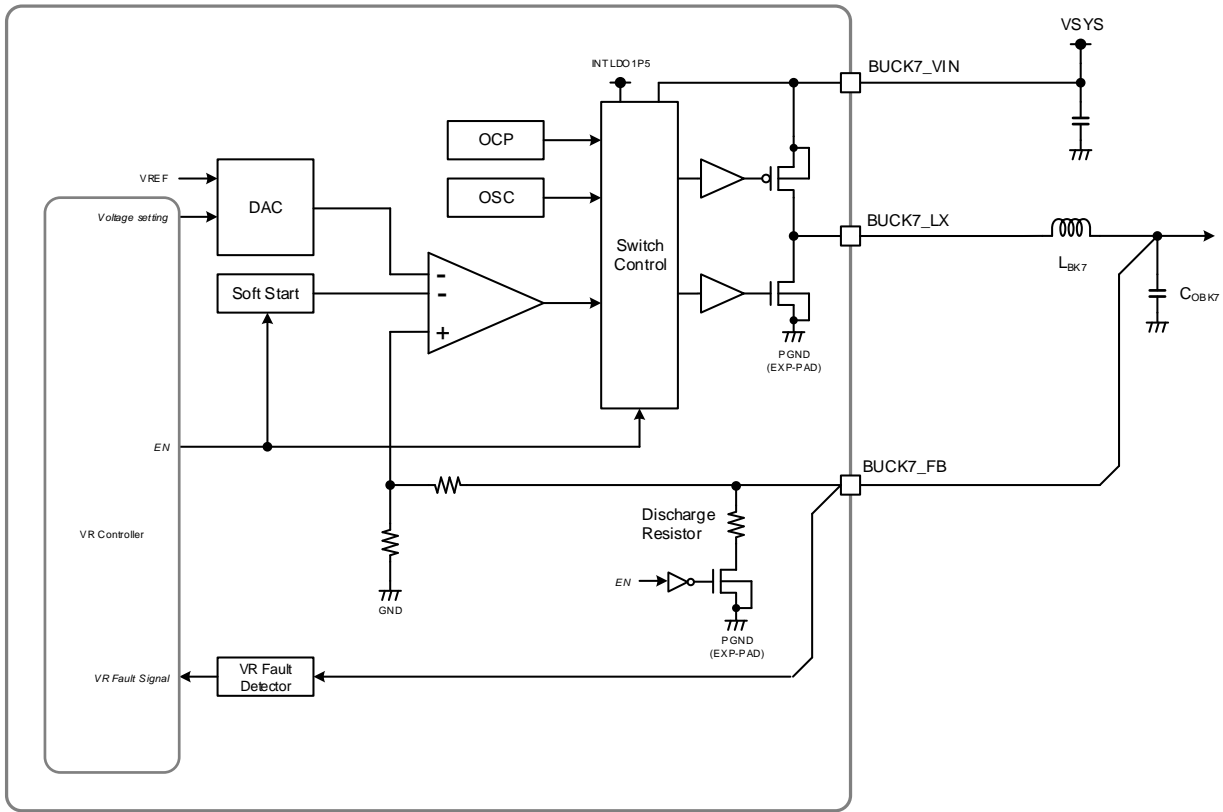 VSYS
BUCK7_VIN
INTLDO1P5
OCP
VREF
DAC
OSC
Voltage setting
BUCK7_LX
Switch
Control
LBK7
Soft Start
-
-
+
COBK7
PGND
(EXP-PAD)
EN
BUCK7_FB
Discharge
Resistor
VR Controller
EN
GND
PGND
(EXP-PAD)
VR Fault Signal
VR Fault
Detector